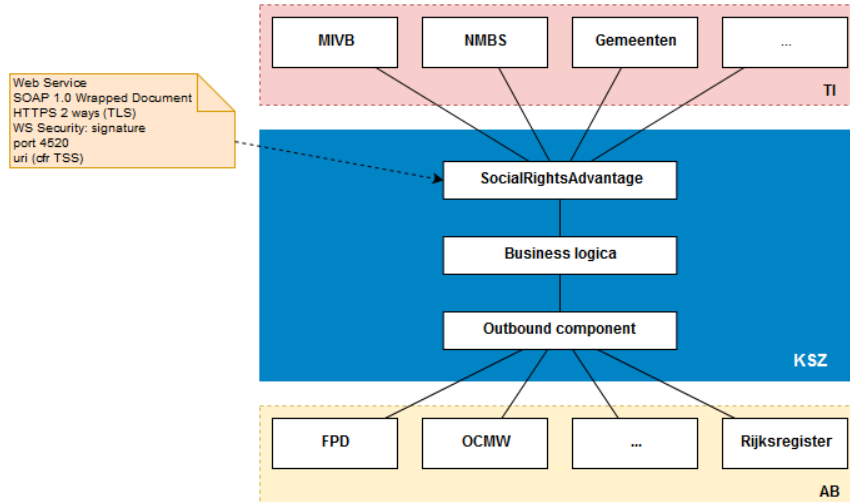 MIVB
NMBS
Gemeenten
...
TI
Web Service
SOAP 1.0 Wrapped Document
HTTPS 2 ways (TLS)
WS Security: signature
port 4520
uri (cfr TSS)
SocialRightsAdvantage
Business logica
Outbound component
KSZ
FPD
OCMW
...
Rijksregister
AB